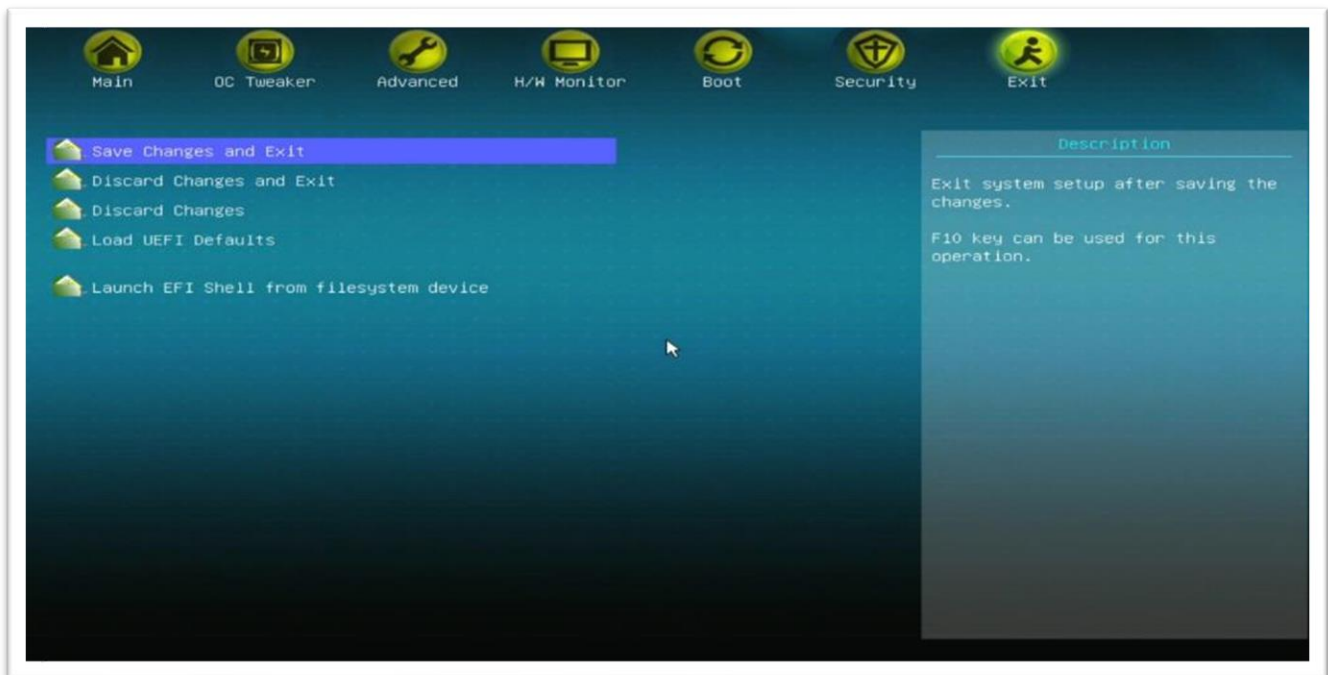 Main OC Tweaker Advanced H/W Monitor Boot Security Exit
Save Changes and Exit
Discard Changes and Exit
Discard Changes
Load UEFI Defaults
Launch EFI Shell from filesystem device
Description
Exit system setup after saving the
changes.
F10 key can be used for this
operation.